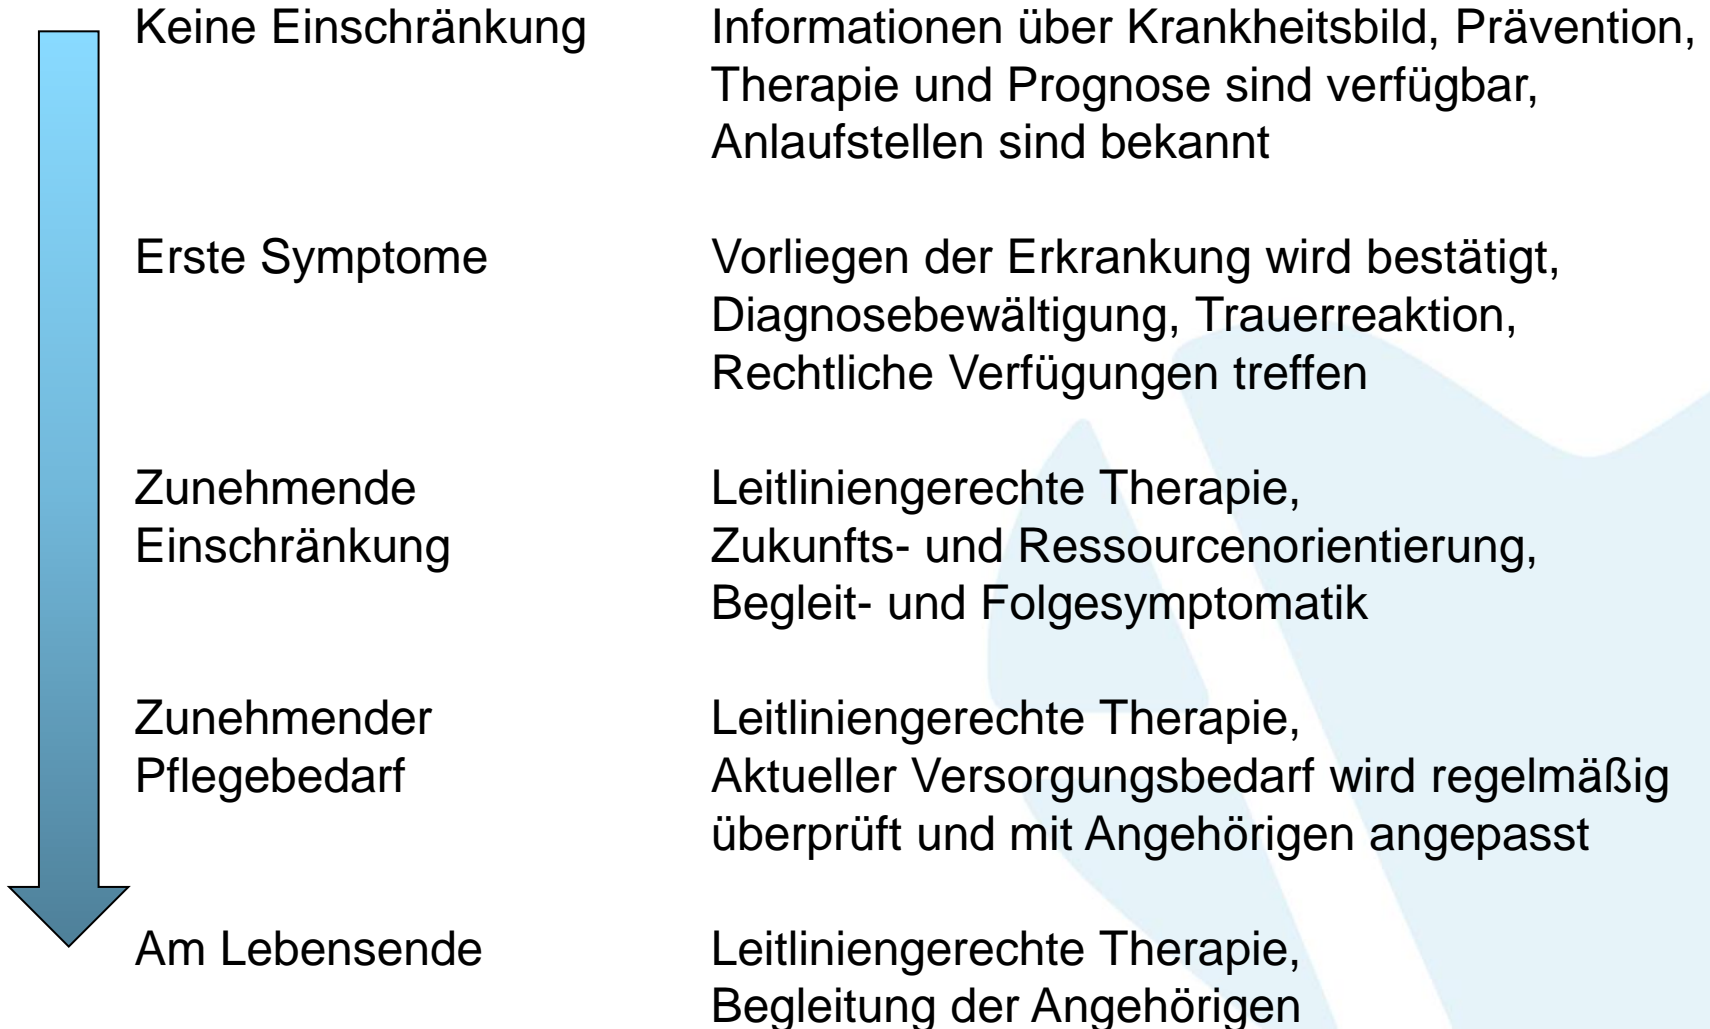 Keine Einschränkung
Informationen über Krankheitsbild, Prävention,
Therapie und Prognose sind verfügbar,
Anlaufstellen sind bekannt
Erste Symptome
Vorliegen der Erkrankung wird bestätigt,
Diagnosebewältigung, Trauerreaktion,
Rechtliche Verfügungen treffen
Zunehmende
Einschränkung
Leitliniengerechte Therapie,
Zukunfts- und Ressourcenorientierung,
Begleit- und Folgesymptomatik
Zunehmender
Pflegebedarf
Leitliniengerechte Therapie,
Aktueller Versorgungsbedarf wird regelmäßig
überprüft und mit Angehörigen angepasst
Am Lebensende
Leitliniengerechte Therapie,
Begleitung der Angehörigen